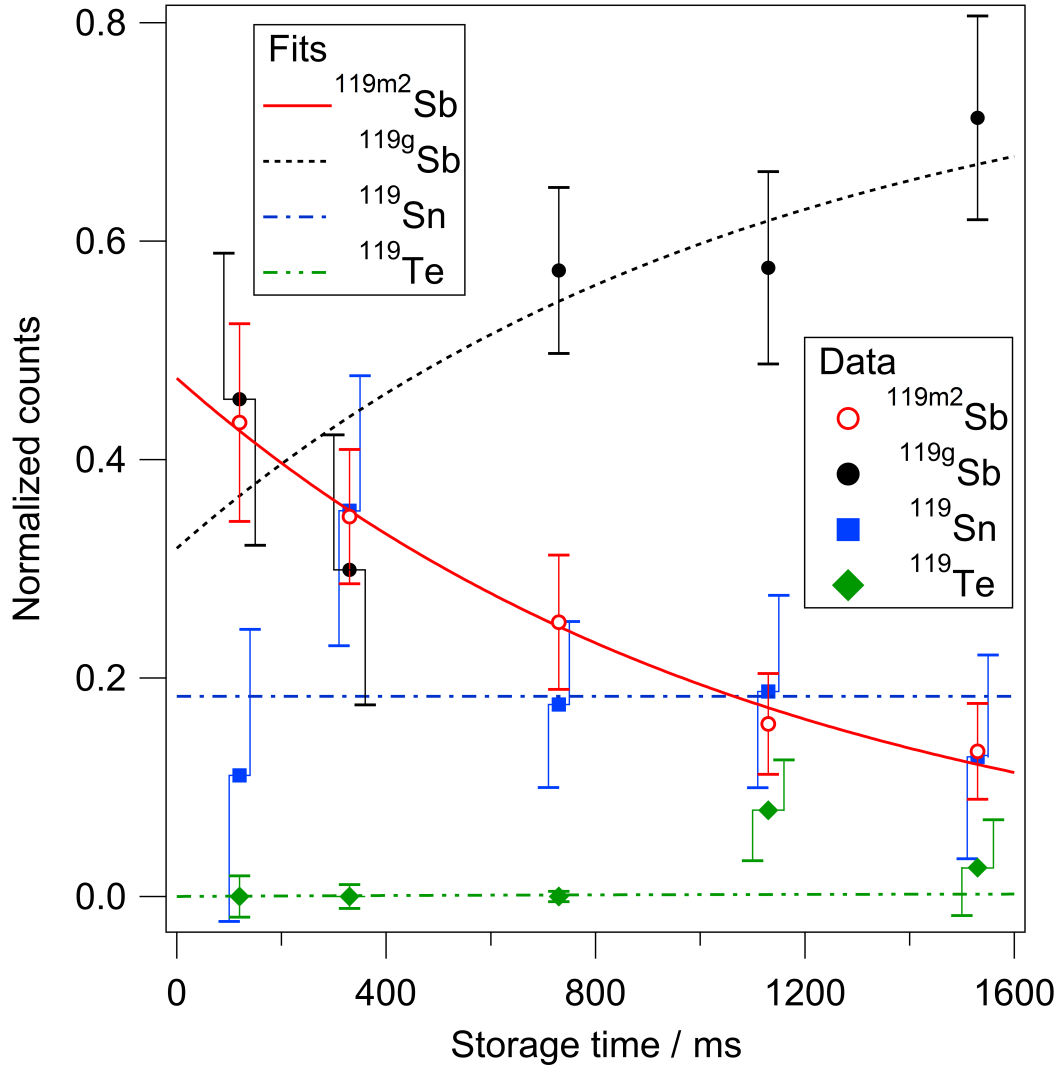 0.8
Fits
119m2Sb
119gSb
119Sn
119Te
0.6
Normalized counts
Data
119m2Sb
119gSb
119Sn
119Te
0.4
0.2
0.0
0 400 800 1200 1600
Storage time / ms